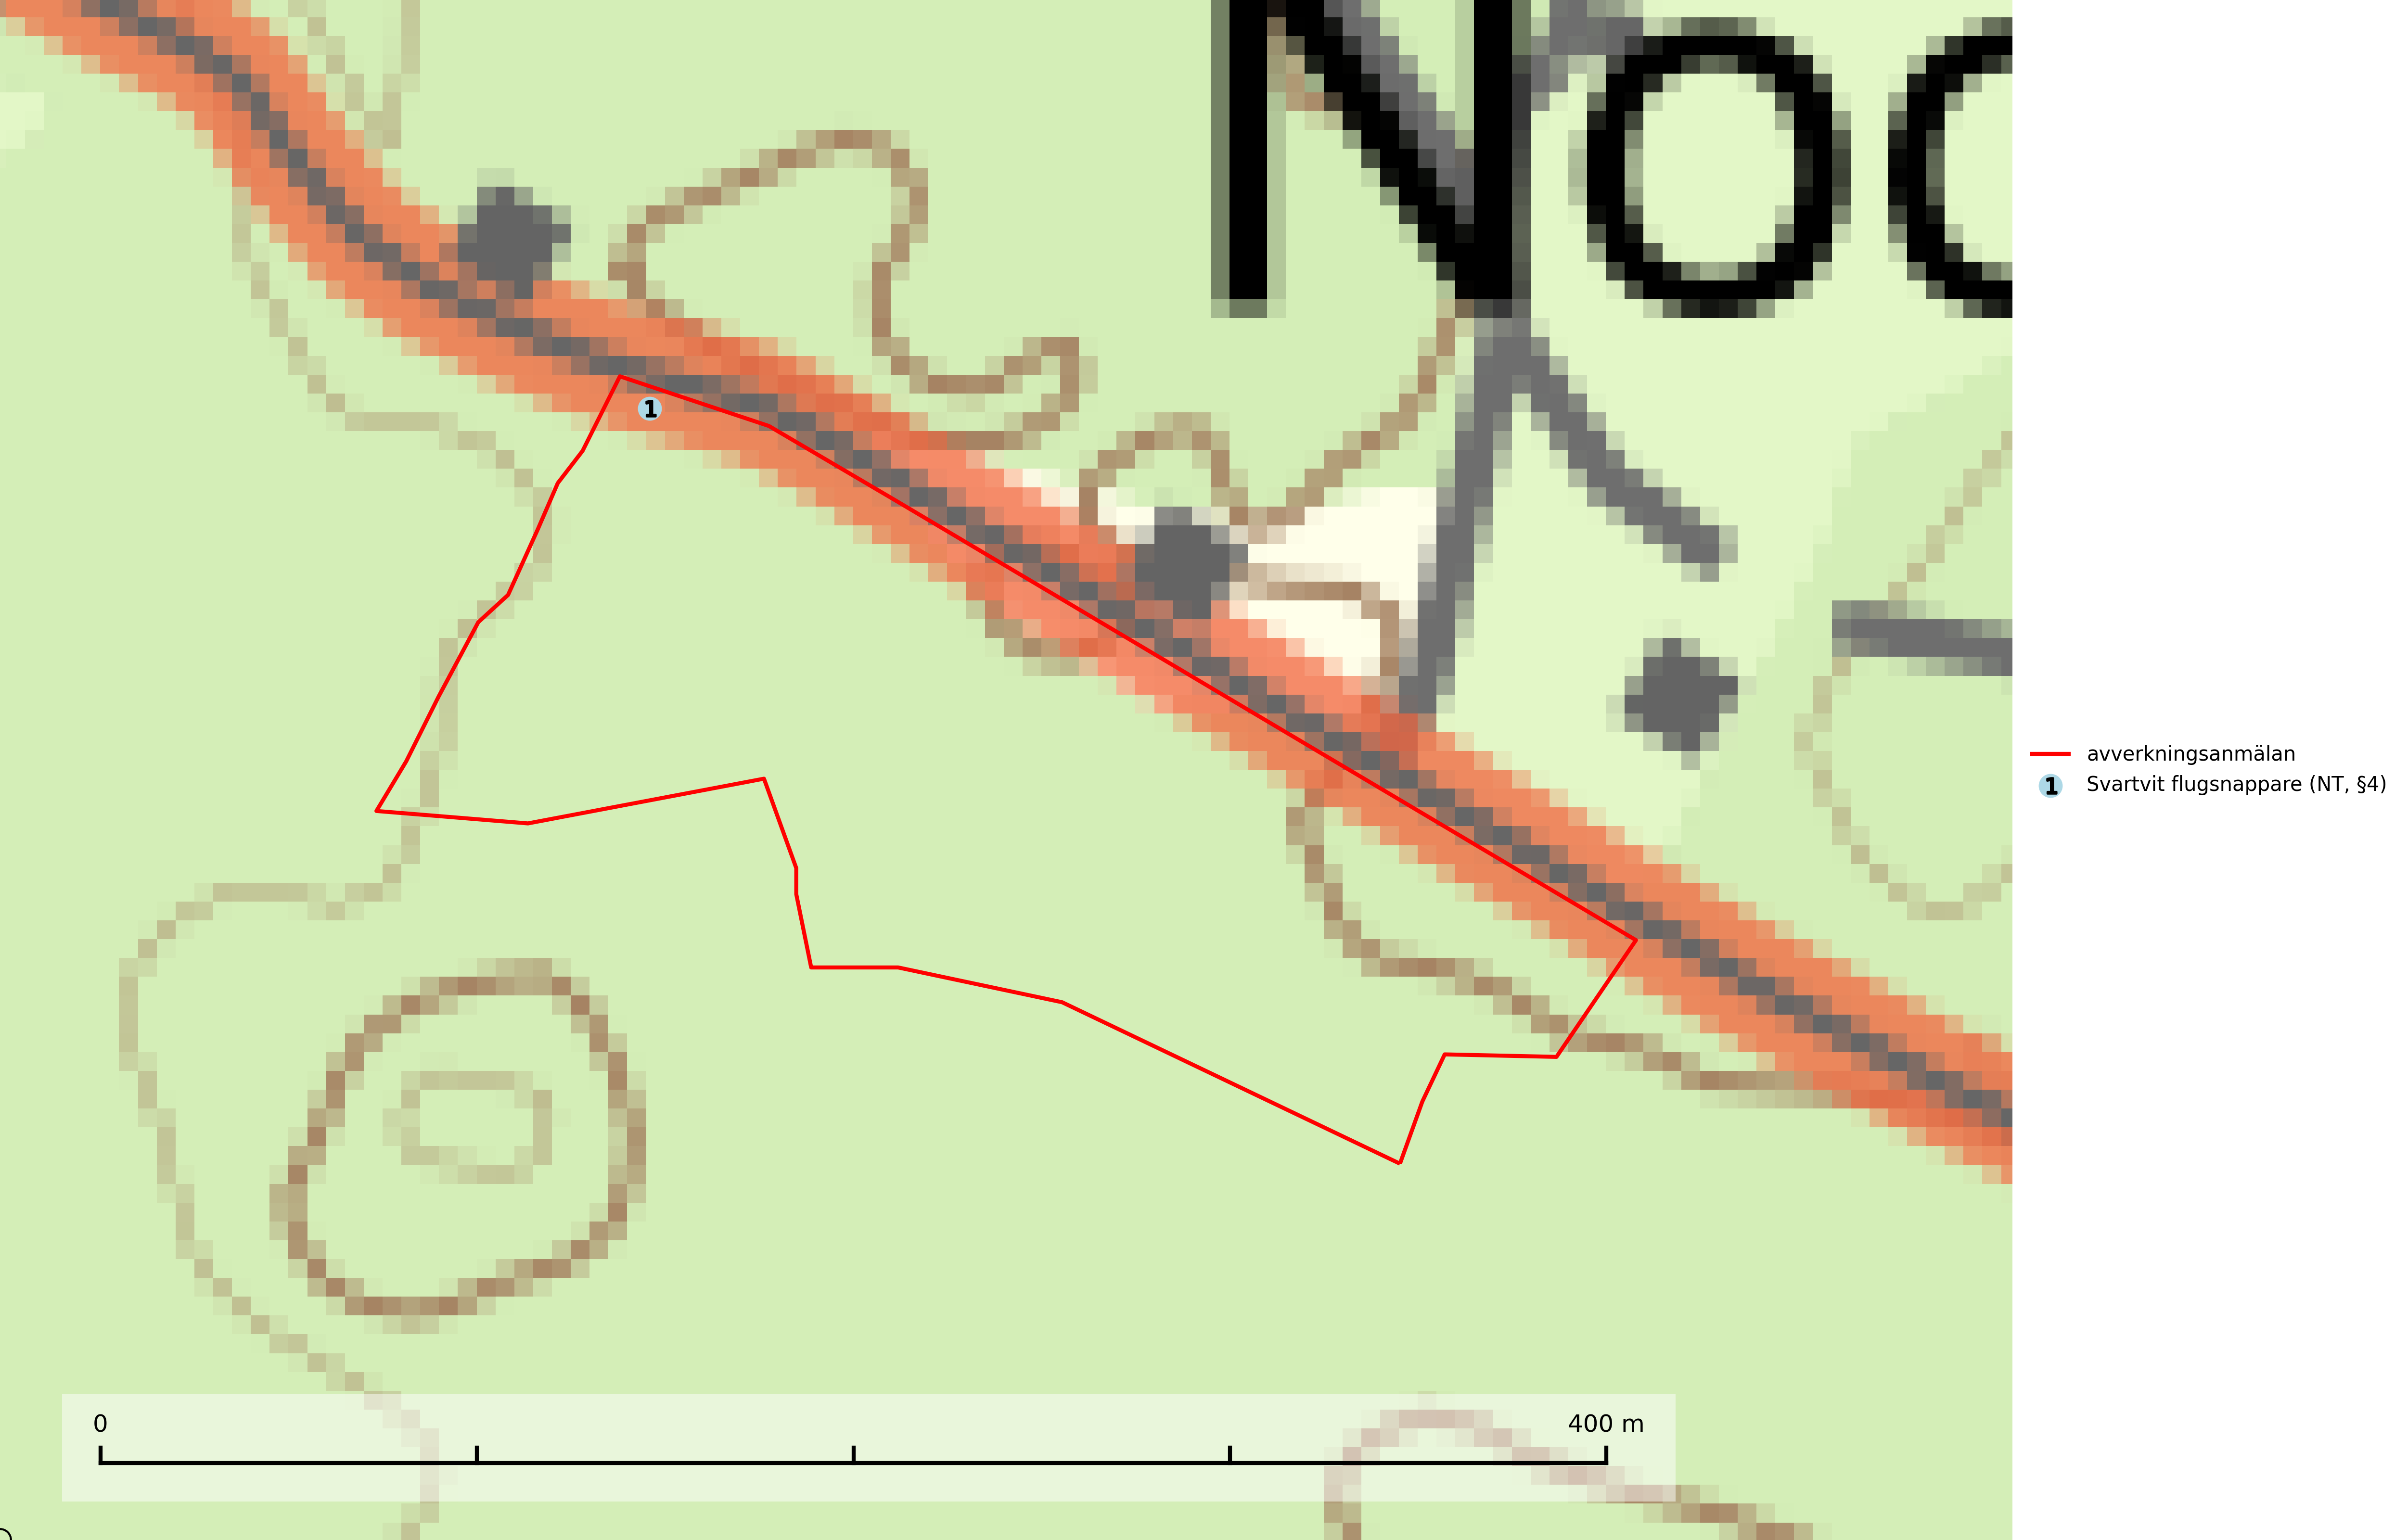 No
1
avverkningsanmälan
1 Svartvit flugsnappare (NT, §4)
0 400 m